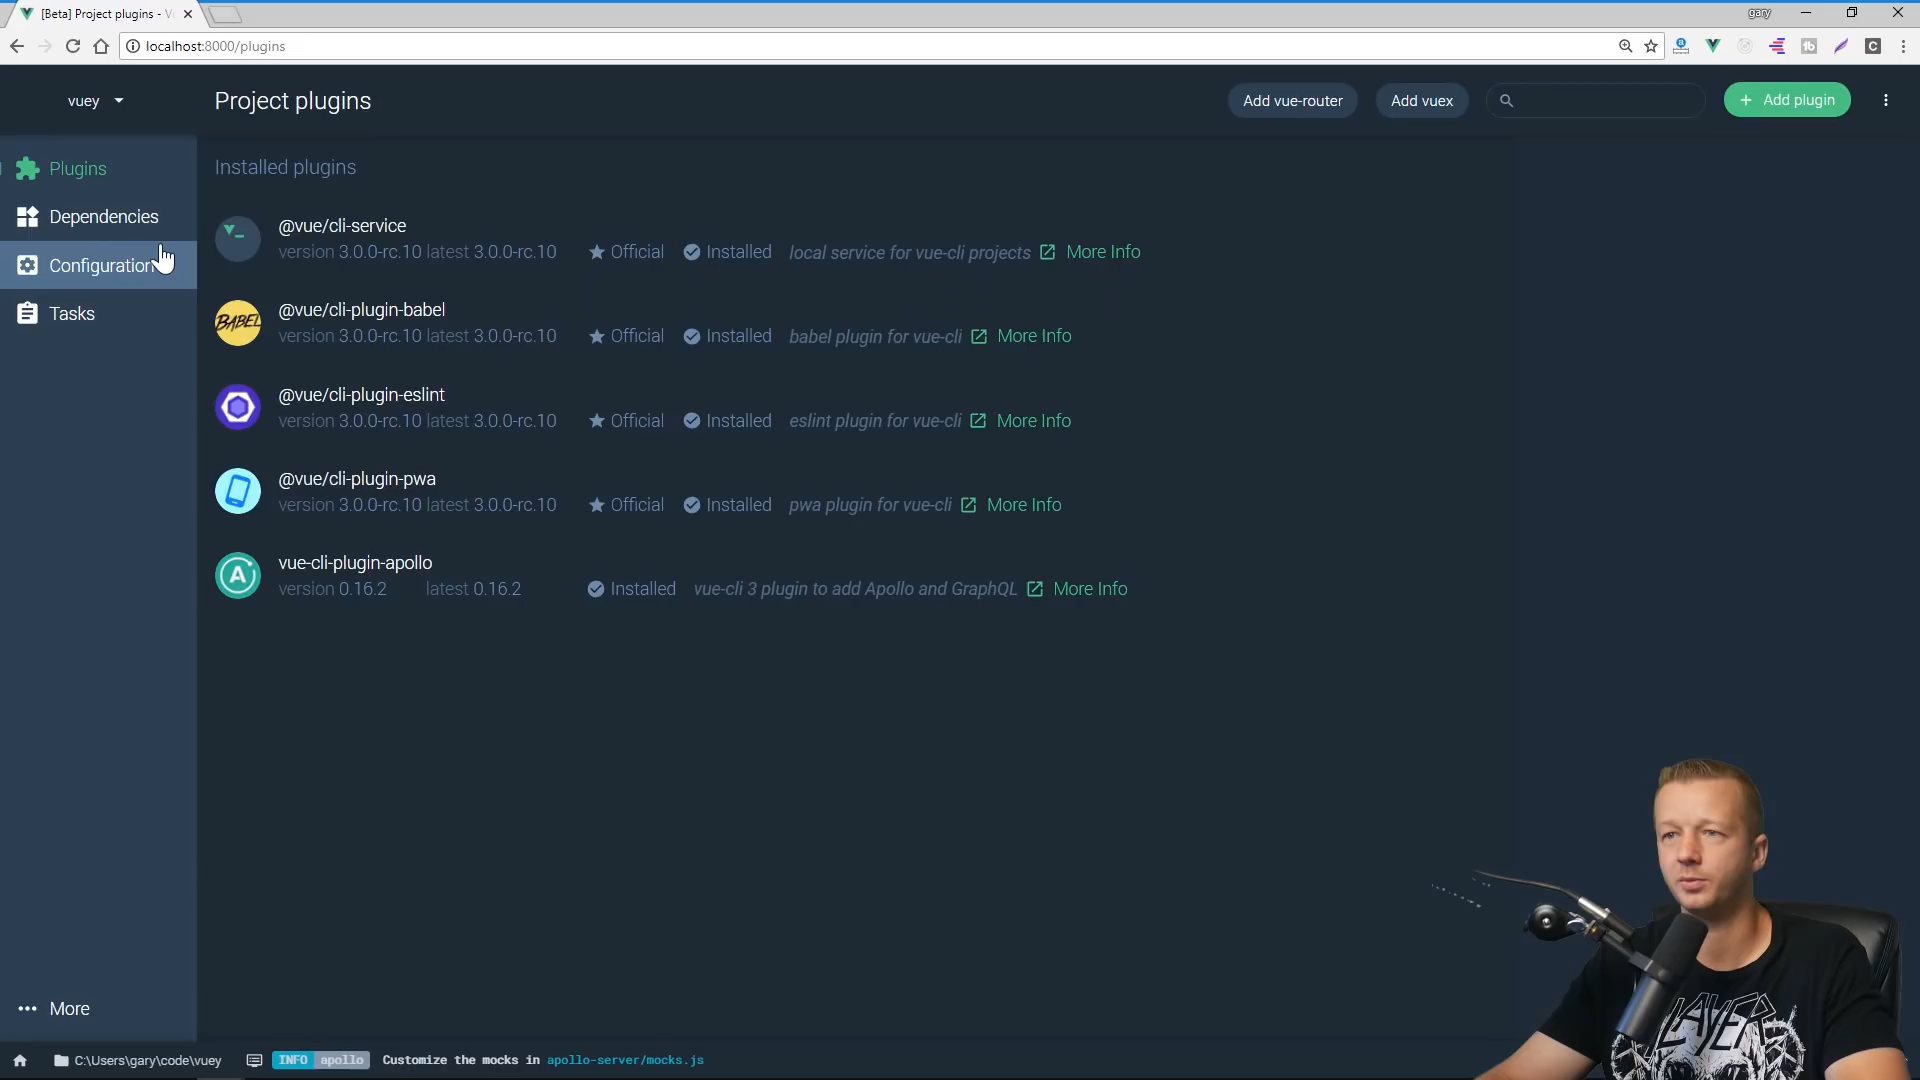 [Beta] Project plugins - V
gary
localhost:8000/plugins
vuey
Project plugins
Add vue-router
Add vuex
Add plugin
Plugins
Dependencies
Configuration
Tasks
More
Installed plugins
@vue/cli-service
version 3.0.0-rc.10 latest 3.0.0-rc.10 Official Installed local service for vue-cli projects More Info
BABEL
@vue/cli-plugin-babel
version 3.0.0-rc.10 latest 3.0.0-rc.10 Official Installed babel plugin for vue-cli More Info
@vue/cli-plugin-eslint
version 3.0.0-rc.10 latest 3.0.0-rc.10 Official Installed eslint plugin for vue-cli More Info
@vue/cli-plugin-pwa
version 3.0.0-rc.10 latest 3.0.0-rc.10 Official Installed pwa plugin for vue-cli More Info
A
vue-cli-plugin-apollo
version 0.16.2 latest 0.16.2 Installed vue-cli 3 plugin to add Apollo and GraphQL More Info
SLAYER
C:\Users\gary\code\vuey
INFO apollo Customize the mocks in apollo-server/mocks.js